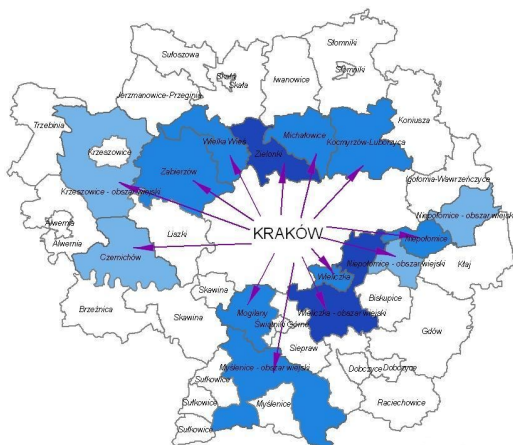 Sułoszowa
Słomniki
Skała
Skała
Iwanowice
Słomniki
Jerzmanowice-Przeginia
Trzebinia
Koniusza
Michałowice
Kocmyrzów-Luborzyca
Wielka Wieś
Zielonki
Krzeszowice
Zabierzów
Krzeszowice - obszar wiejski
Igołomia-Wawrzeńczyce
Niepołomice - obszar wiejski
Alwernia
Alwernia
Liszki
KRAKÓW
Niepołomice
Czernichów
Niepołomice - obszar wiejski
Kłaj
Wieliczka
Skawina
Biskupice
Brzeźnica
Skawina
Mogilany
Wieliczka - obszar wiejski
Świątniki Górne
Gdów
Siepraw
Myślenice - obszar wiejski
Dobczyce
Dobczyce
Sułkowice
Sułkowice
Myślenice
Raciechowice
Sułkowice